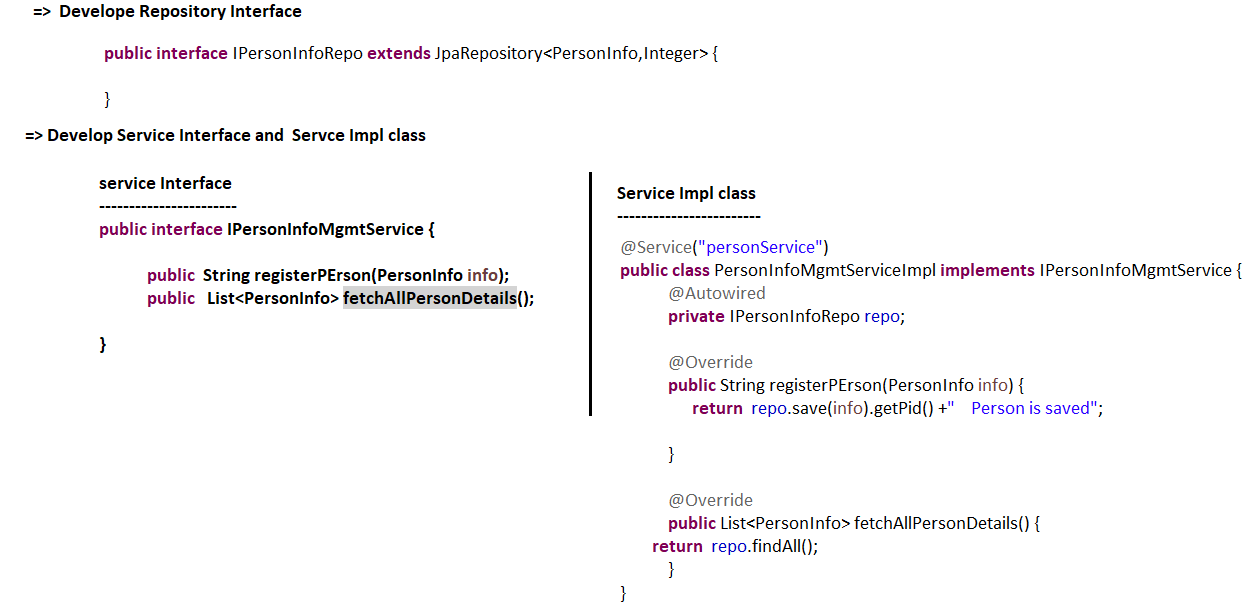 => Develope Repository Interface
public interface IPersonInfoRepo extends JpaRepository<PersonInfo,Integer> {
}
=> Develop Service Interface and Servce Impl class
service Interface
-----------------------
public interface IPersonInfoMgmtService {
public String registerPErson(PersonInfo info);
public List<PersonInfo> fetchAllPersonDetails();
}
Service Impl class
------------------------
@Service("personService")
public class PersonInfoMgmtServiceImpl implements IPersonInfoMgmtService {
@Autowired
private IPersonInfoRepo repo;
@Override
public String registerPErson(PersonInfo info) {
return repo.save(info).getPid() +" Person is saved";
}
@Override
public List<PersonInfo> fetchAllPersonDetails() {
return repo.findAll();
}
}